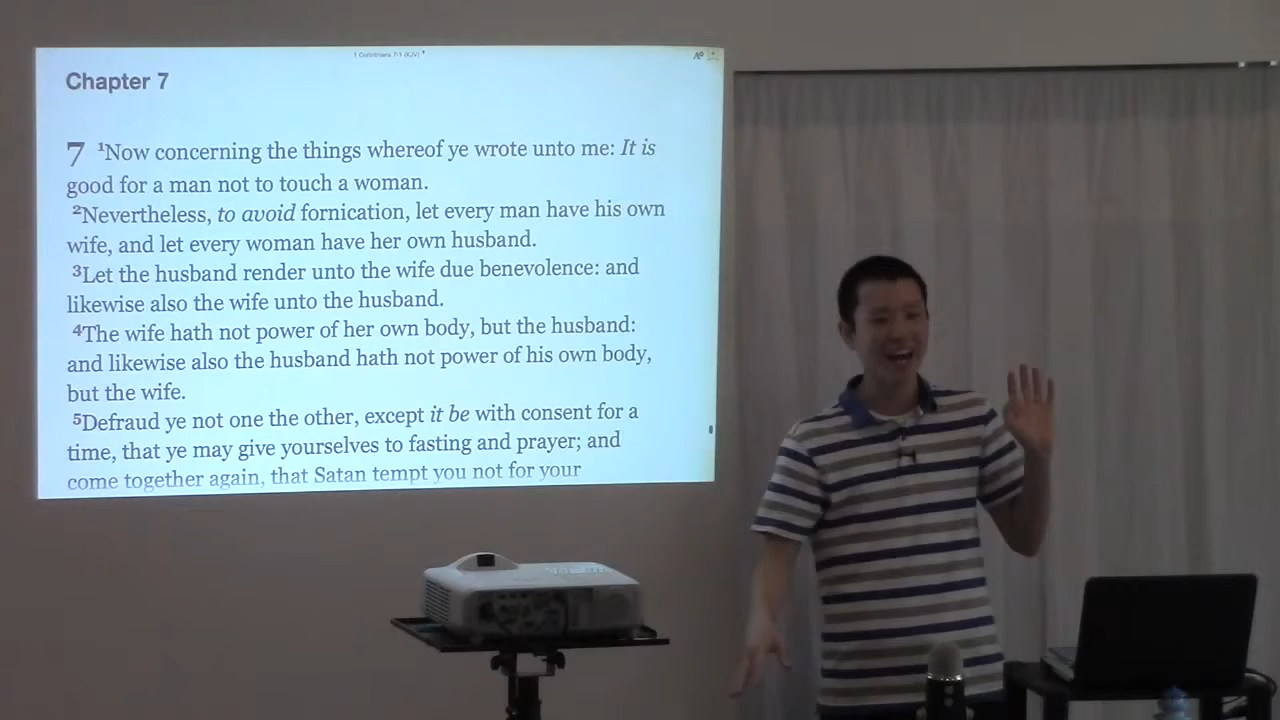 1 Corinthians 7:1 (KJV)
Chapter 7
7 1Now concerning the things whereof ye wrote unto me: It is
good for a man not to touch a woman.
2Nevertheless, to avoid fornication, let every man have his own
wife, and let every woman have her own husband.
3Let the husband render unto the wife due benevolence: and
likewise also the wife unto the husband.
4The wife hath not power of her own body, but the husband:
and likewise also the husband hath not power of his own body,
but the wife.
5Defraud ye not one the other, except it be with consent for a
time, that ye may give yourselves to fasting and prayer; and
come together again, that Satan tempt you not for your